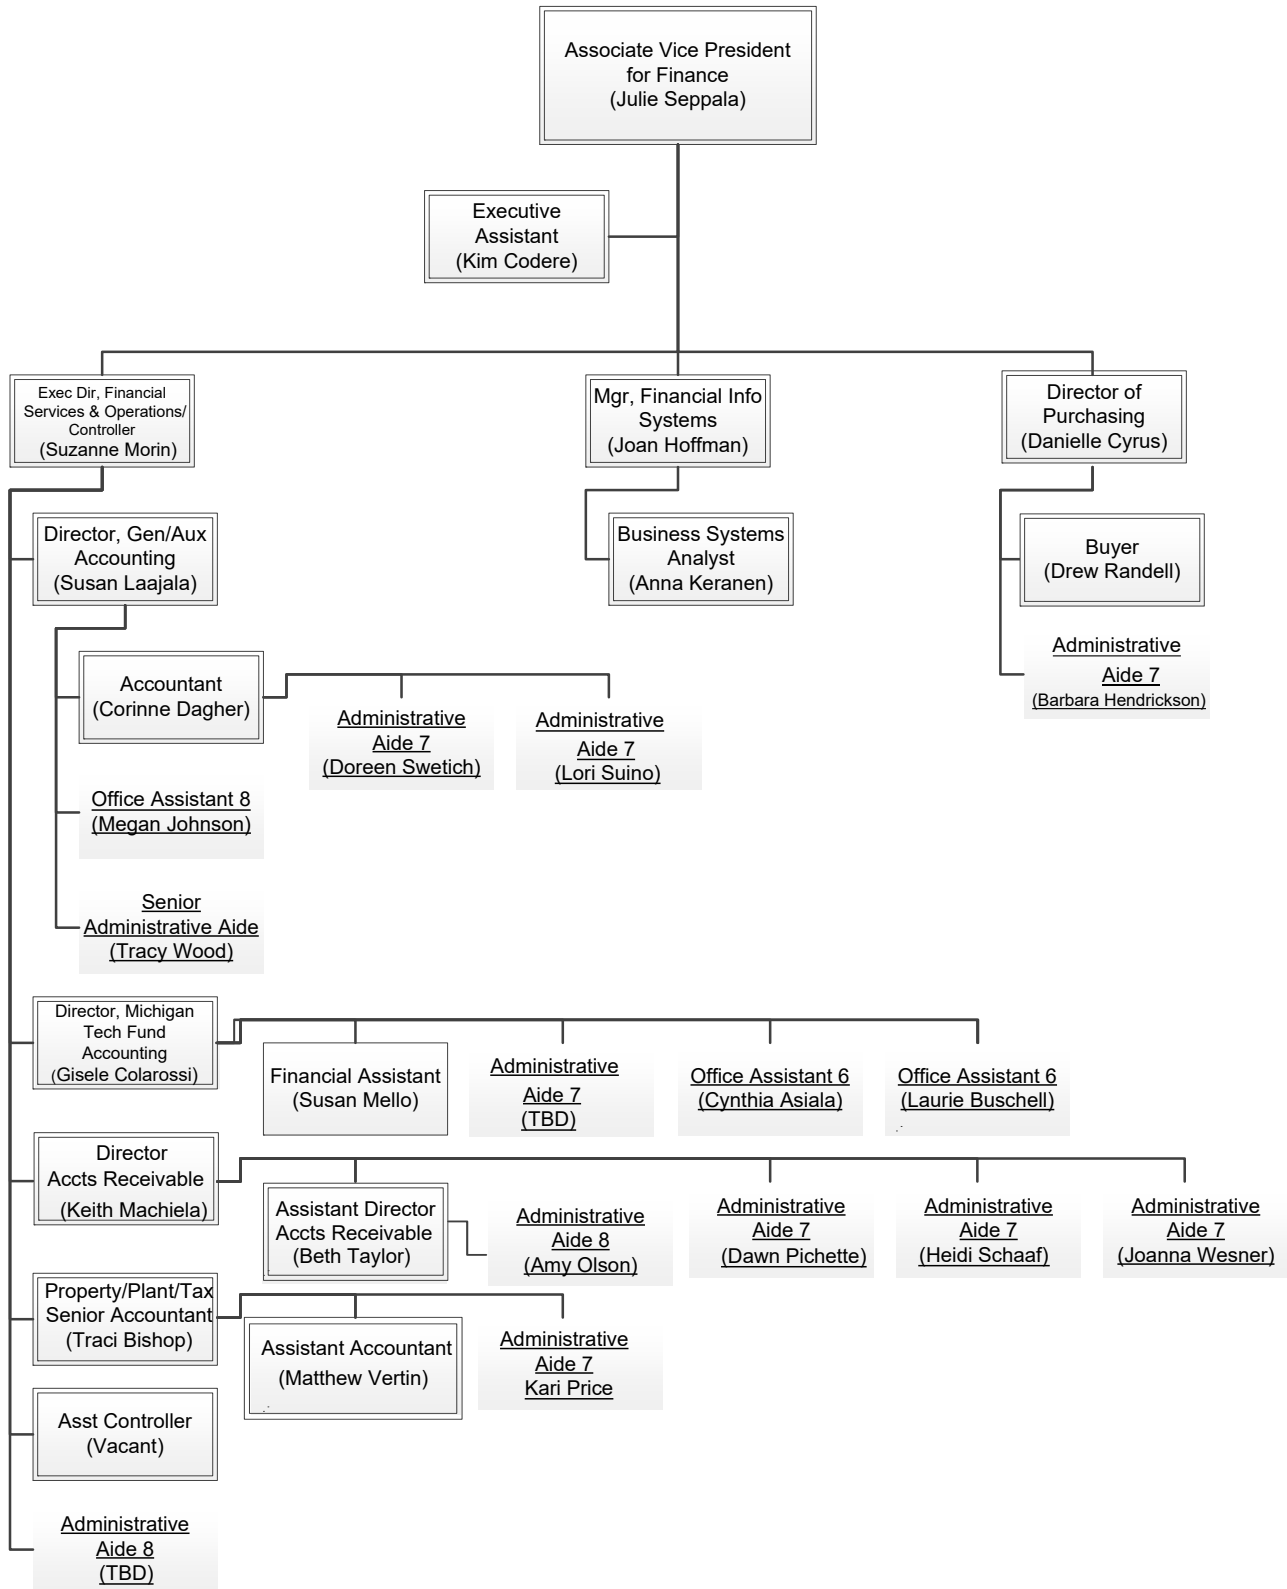 Associate Vice President
for Finance
(Julie Seppala)
Executive
Assistant
(Kim Codere)
Exec Dir, Financial
Services & Operations/
Controller
(Suzanne Morin)
Mgr, Financial Info
Systems
(Joan Hoffman)
Director of
Purchasing
(Danielle Cyrus)
Director, Gen/Aux
Accounting
(Susan Laajala)
Business Systems
Analyst
(Anna Keranen)
Buyer
(Drew Randell)
Administrative
Aide 7
(Barbara Hendrickson)
Accountant
(Corinne Dagher)
Administrative
Aide 7
(Doreen Swetich)
Administrative
Aide 7
(Lori Suino)
Office Assistant 8
(Megan Johnson)
Senior
Administrative Aide
(Tracy Wood)
Director, Michigan
Tech Fund
Accounting
(Gisele Colarossi)
Financial Assistant
(Susan Mello)
Administrative
Aide 7
(TBD)
Office Assistant 6
(Cynthia Asiala)
Office Assistant 6
(Laurie Buschell)
Director
Accts Receivable
(Keith Machiela)
Assistant Director
Accts Receivable
(Beth Taylor)
Administrative
Aide 8
(Amy Olson)
Administrative
Aide 7
(Dawn Pichette)
Administrative
Aide 7
(Heidi Schaaf)
Administrative
Aide 7
(Joanna Wesner)
Property/Plant/Tax
Senior Accountant
(Traci Bishop)
Assistant Accountant
(Matthew Vertin)
Administrative
Aide 7
Kari Price
Asst Controller
(Vacant)
Administrative
Aide 8
(TBD)